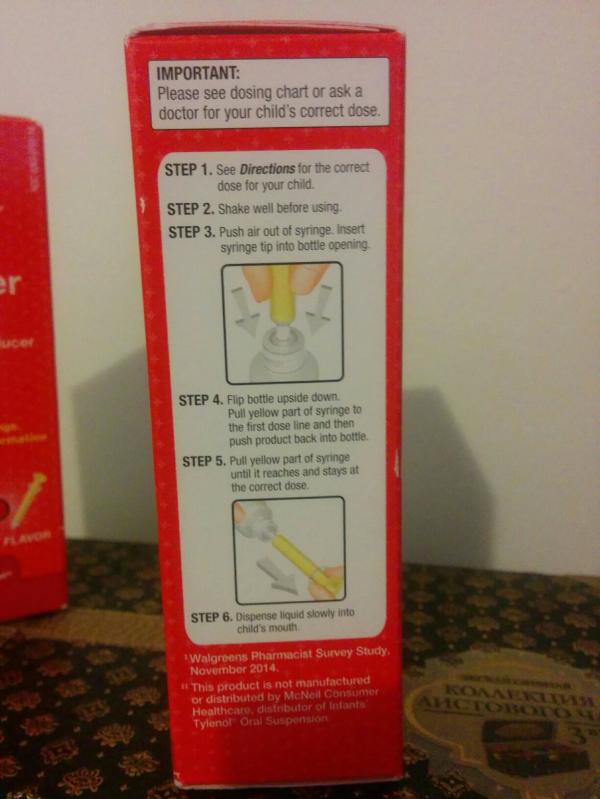 IMPORTANT:
Please see dosing chart or ask a
doctor for your child's correct dose.
STEP 1. See Directions for the correct
dose for your child.
STEP 2. Shake well before using.
STEP 3. Push air out of syringe. Insert
syringe tip into bottle opening.
STEP 4. Flip bottle upside down.
Pull yellow part of syringe to
the first dose line and then
push product back into bottle.
STEP 5. Pull yellow part of syringe
until it reaches and stays at
the correct dose.
STEP 6. Dispense liquid slowly into
child's mouth.
‡Walgreens Pharmacist Survey Study,
November 2014.
††This product is not manufactured
or distributed by McNeil Consumer
Healthcare, distributor of Infants'
Tylenol® Oral Suspension
er
ucer
FLAVOR
КОЛЛЕКЦИЯ
ЛИСТОВОГО